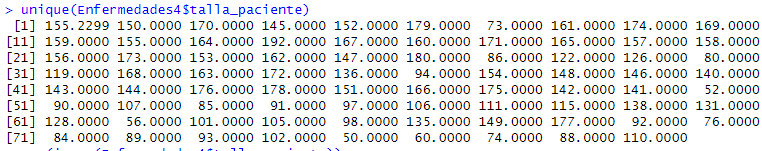 > unique(Enfermedades4$talla_paciente)
[1] 155.2299 150.0000 170.0000 145.0000 152.0000 179.0000 73.0000 161.0000 174.0000 169.0000
[11] 159.0000 155.0000 164.0000 192.0000 167.0000 160.0000 171.0000 165.0000 157.0000 158.0000
[21] 156.0000 173.0000 153.0000 162.0000 147.0000 180.0000 86.0000 122.0000 126.0000 80.0000
[31] 119.0000 168.0000 163.0000 172.0000 136.0000 94.0000 154.0000 148.0000 146.0000 140.0000
[41] 143.0000 144.0000 176.0000 178.0000 151.0000 166.0000 175.0000 142.0000 141.0000 52.0000
[51] 90.0000 107.0000 85.0000 91.0000 97.0000 106.0000 111.0000 115.0000 138.0000 131.0000
[61] 128.0000 56.0000 101.0000 105.0000 98.0000 135.0000 149.0000 177.0000 92.0000 76.0000
[71] 84.0000 89.0000 93.0000 102.0000 50.0000 60.0000 74.0000 88.0000 110.0000